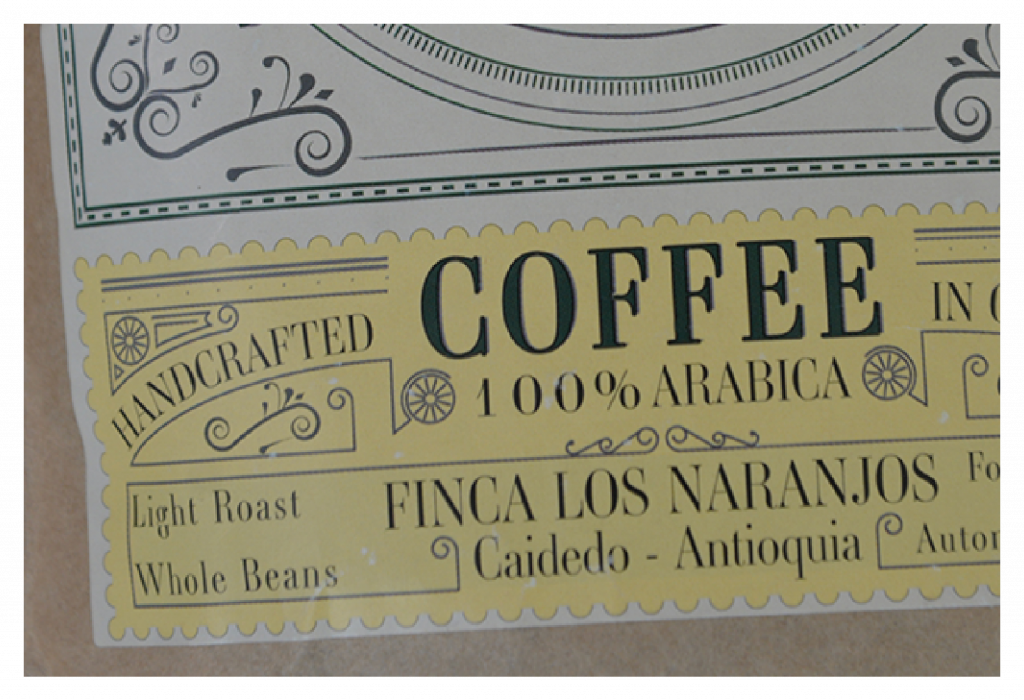 COFFEE
HANDCRAFTED
IN
100% ARABICA
FINCA LOS NARANJOS
Caidedo - Antioquia
Light Roast
Whole Beans